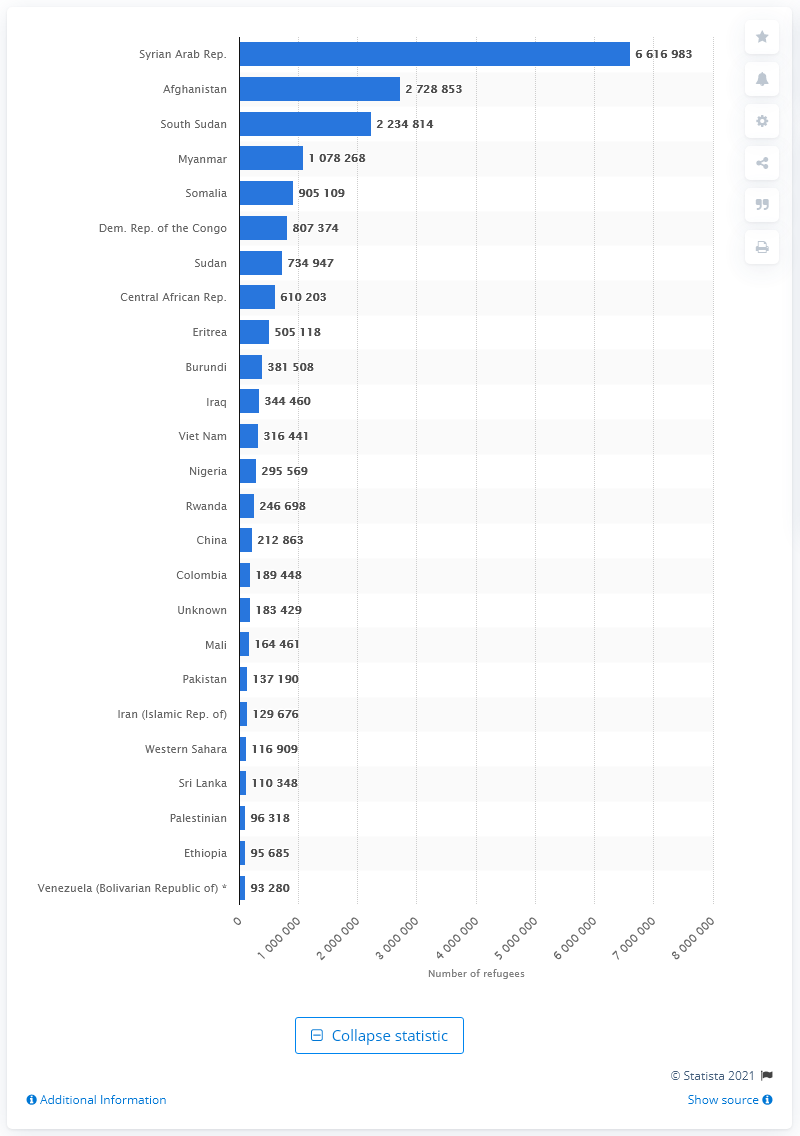 Syrian Arab Rep. 6 616 983
Afghanistan 2 728 853
South Sudan 2 234 814
Myanmar 1 078 268
Somalia 905 109
Dem. Rep. of the Congo 807 374
Sudan 734 947
Central African Rep. 610 203
Eritrea 505 118
Burundi 381 508
Iraq 344 460
Viet Nam 316 441
Nigeria 295 569
Rwanda 246 698
China 212 863
Colombia 189 448
Unknown 183 429
Mali 164 461
Pakistan 137 190
Iran (Islamic Rep. of) 129 676
Western Sahara 116 909
Sri Lanka 110 348
Palestinian 96 318
Ethiopia 95 685
Venezuela (Bolivarian Republic of) * 93 280
0 1 000 000 2 000 000 3 000 000 4 000 000 5 000 000 6 000 000 7 000 000 8 000 000
Number of refugees
Collapse statistic
© Statista 2021
Additional Information Show source